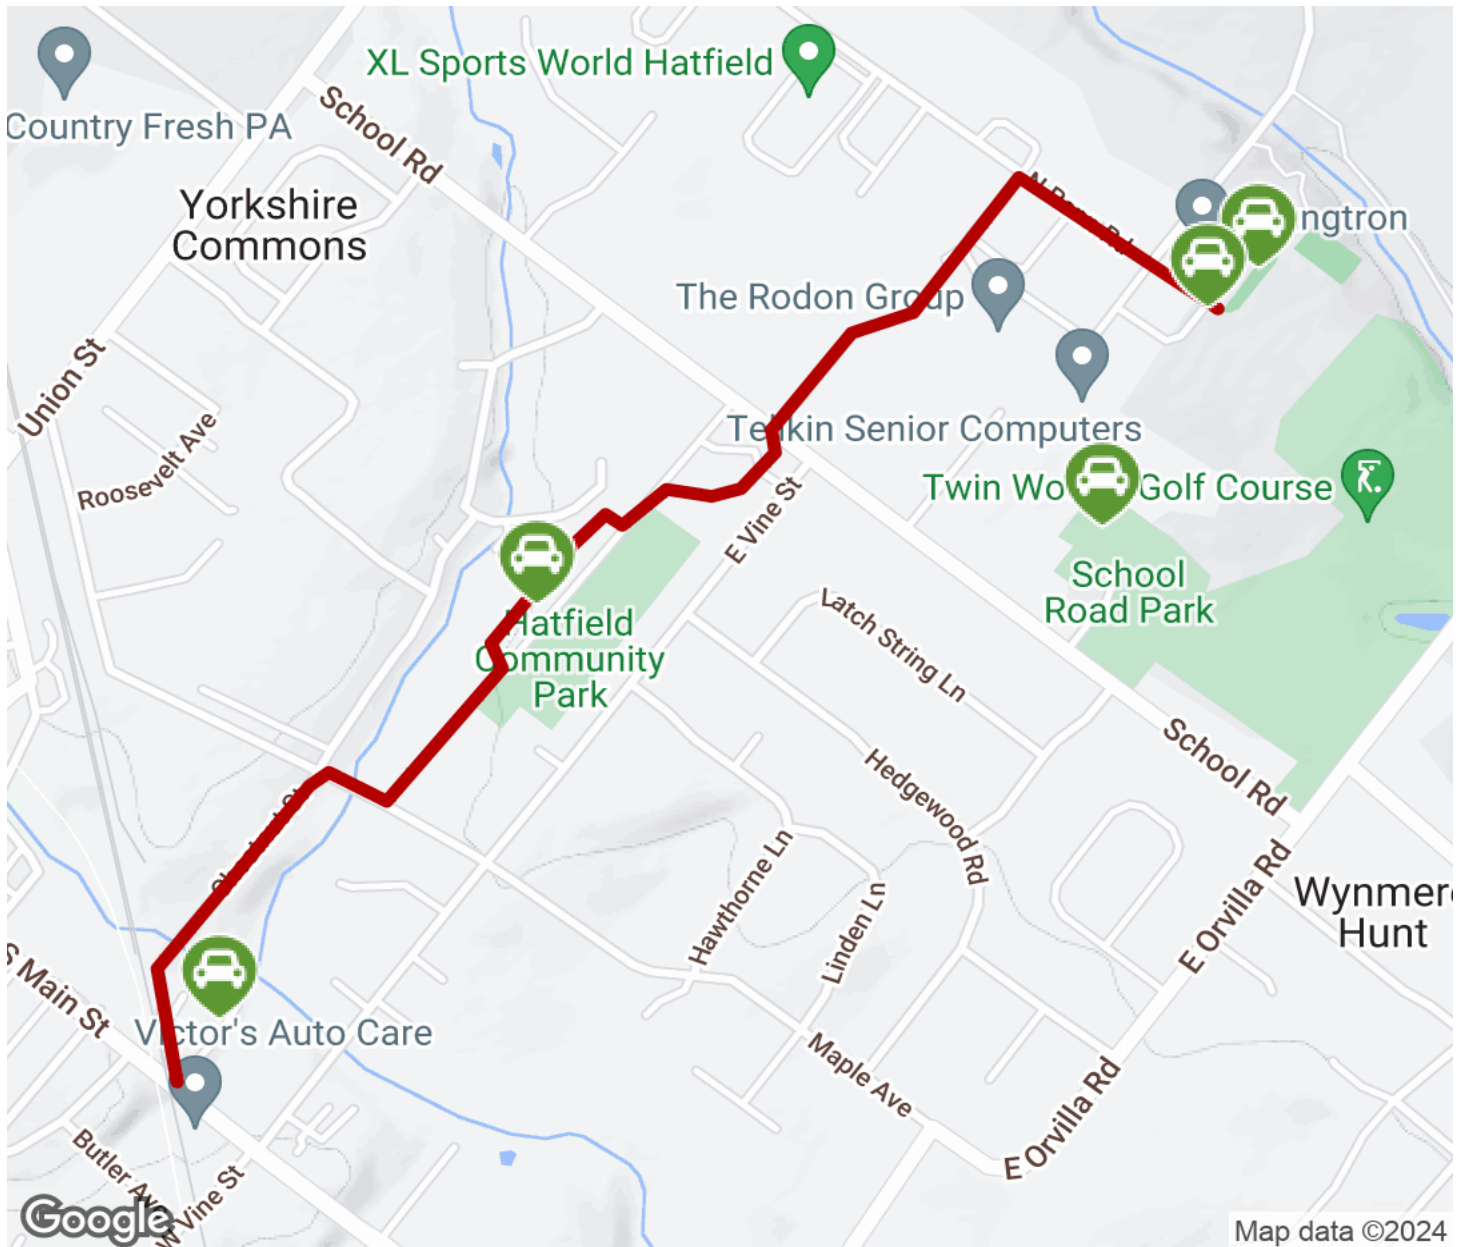 XL Sports World Hatfield
Country Fresh PA
School Rd
Yorkshire
Commons
ngtron
The Rodon Group
Union St
Roosevelt Ave
Computers
Senior
Twin Wo
Golf Course
E Vine St
School
Road Park
Latch String Ln
Hatfield
Community
Park
School Rd
Hedgewood Rd
Hawthorne Ln
Linden Ln
E Orvilla Rd
Wynmere
Hunt
S Main St
Victor's Auto Care
Maple Ave
E Orvilla Rd
Butler Ave
W Vine St
Google
Map data ©2024